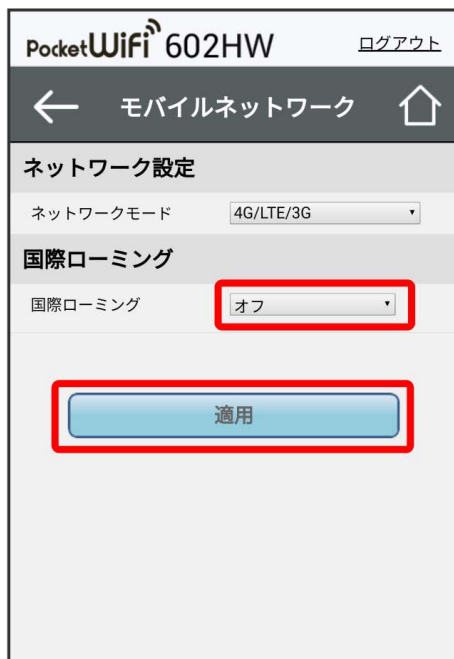 PocketWiFi 602HW ログアウト
モバイルネットワーク
ネットワーク設定
ネットワークモード 4G/LTE/3G
国際ローミング
国際ローミング オフ
適用